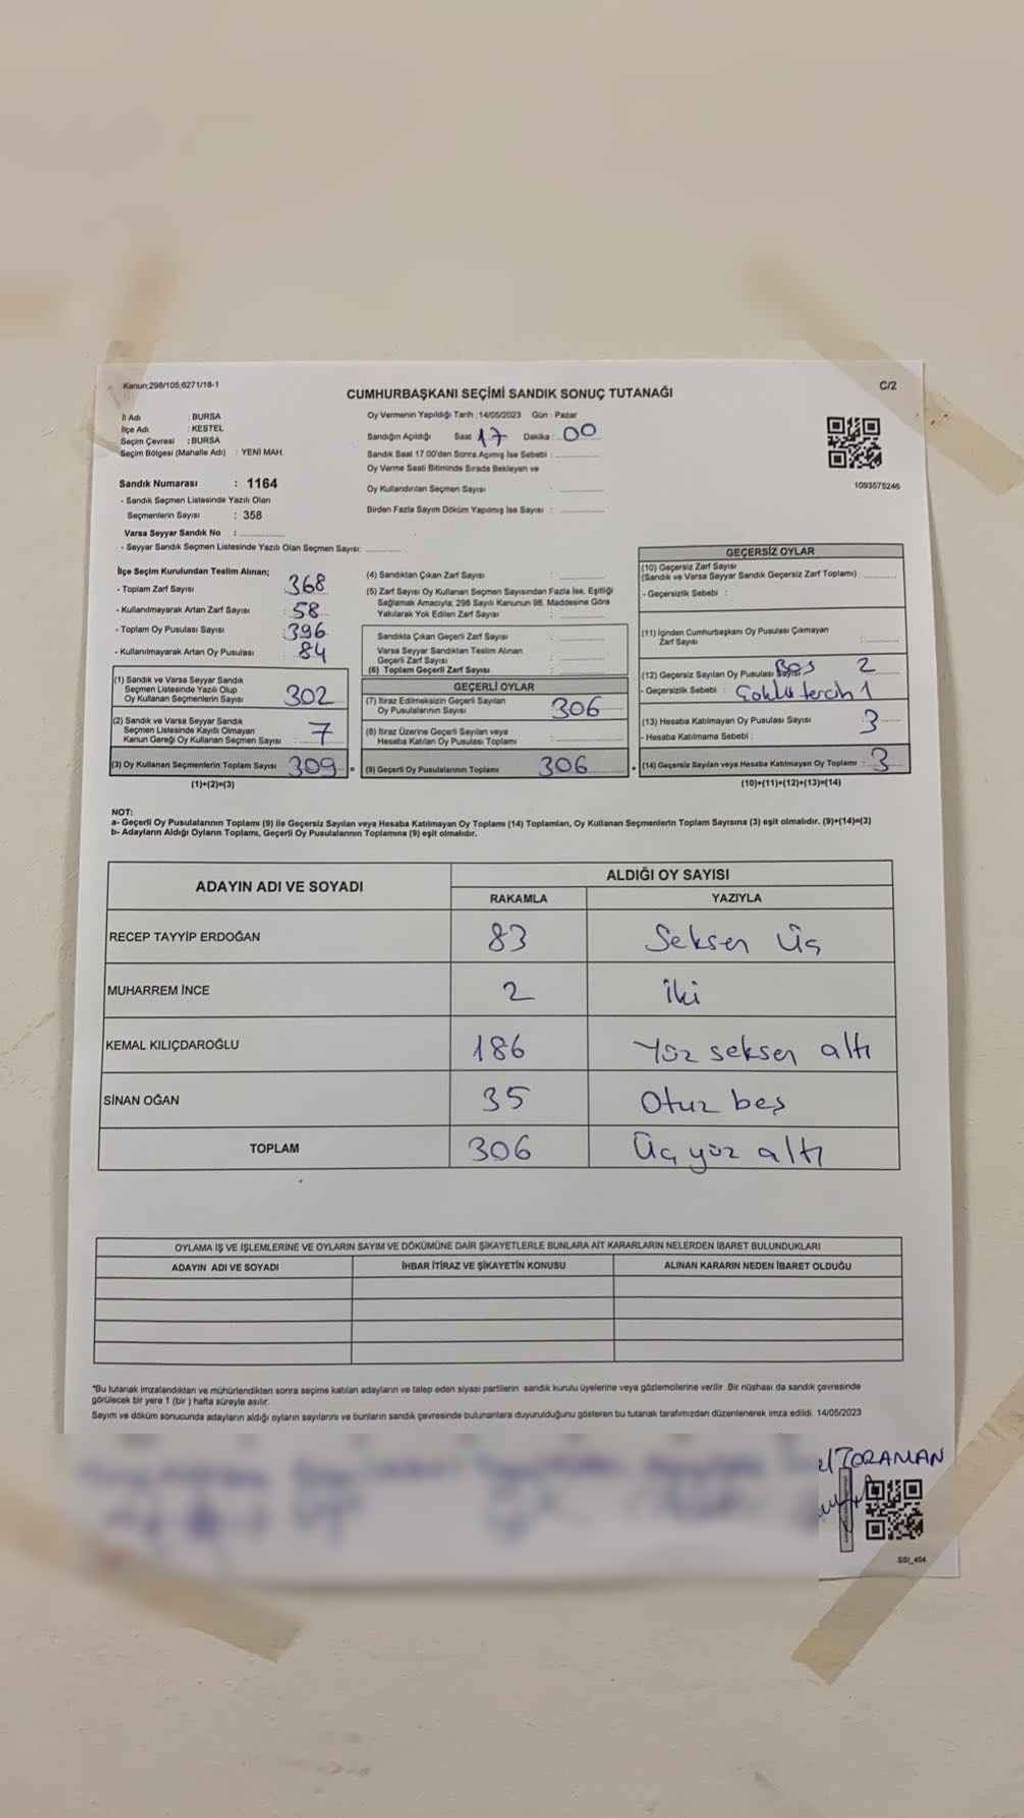 Kanun:298/105,6271/18-1
C/2
CUMHURBAŞKANI SEÇİMİ SANDIK SONUÇ TUTANAĞI
İl Adı : BURSA
İlçe Adı : KESTEL
Seçim Çevresi : BURSA
Seçim Bölgesi (Mahalle Adı) : YENİ MAH.
Sandık Numarası : 1164
- Sandık Seçmen Listesinde Yazılı Olan
Seçmenlerin Sayısı : 358
Varsa Seyyar Sandık No :
- Seyyar Sandık Seçmen Listesinde Yazılı Olan Seçmen Sayısı:
Oy Vermenin Yapıldığı Tarih :14/05/2023 Gün : Pazar
Sandığın Açıldığı Saat 17 Dakika : 00
Sandık Saat 17.00'den Sonra Açımış İse Sebebi :
Oy Verme Saati Bitiminde Sırada Bekleyen ve
Oy Kullandırılan Seçmen Sayısı :
Birden Fazla Sayım Döküm Yapılmış İse Sayısı :
1093575246
İlçe Seçim Kurulundan Teslim Alınan;
- Toplam Zarf Sayısı : 368
- Kullanılmayarak Artan Zarf Sayısı : 58
- Toplam Oy Pusulası Sayısı : 396
- Kullanılmayarak Artan Oy Pusulası : 84
(1) Sandık ve Varsa Seyyar Sandık
Seçmen Listesinde Yazılı Olup
Oy Kullanan Seçmenlerin Sayısı : 302
(2) Sandık ve Varsa Seyyar Sandık
Seçmen Listesinde Kayıtlı Olmayan
Kanun Gereği Oy Kullanan Seçmen Sayısı : 7
(3) Oy Kullanan Seçmenlerin Toplam Sayısı : 309
(1)+(2)=(3)
(4) Sandıktan Çıkan Zarf Sayısı :
(5) Zarf Sayısı Oy Kullanan Seçmen Sayısından Fazla İse, Eşitliği
Sağlamak Amacıyla, 298 Sayılı Kanunun 98. Maddesine Göre
Yakılarak Yok Edilen Zarf Sayısı :
Sandıkta Çıkan Geçerli Zarf Sayısı :
Varsa Seyyar Sandıktan Teslim Alınan
Geçerli Zarf Sayısı :
(6) Toplam Geçerli Zarf Sayısı :
GEÇERLİ OYLAR
(7) İtiraz Edilmeksizin Geçerli Sayılan
Oy Pusulalarının Sayısı : 306
(8) İtiraz Üzerine Geçerli Sayılan veya
Hesaba Katılan Oy Pusulası Toplamı :
(9) Geçerli Oy Pusulalarının Toplamı : 306
GEÇERSİZ OYLAR
(10) Geçersiz Zarf Sayısı
(Sandık ve Varsa Seyyar Sandık Geçersiz Zarf Toplamı) :
- Geçersizlik Sebebi :
(11) İçinden Cumhurbaşkanı Oy Pusulası Çıkmayan
Zarf Sayısı :
(12) Geçersiz Sayılan Oy Pusulası Sayısı Boş 2
- Geçersizlik Sebebi : Çoklu tercih 1
(13) Hesaba Katılmayan Oy Pusulası Sayısı : 3
- Hesaba Katılmama Sebebi :
(14) Geçersiz Sayılan veya Hesaba Katılmayan Oy Toplamı : 3
(10)+(11)+(12)+(13)=(14)
NOT:
a- Geçerli Oy Pusulalarının Toplamı (9) ile Geçersiz Sayılan veya Hesaba Katılmayan Oy Toplamı (14) Toplamları, Oy Kullanan Seçmenlerin Toplam Sayısına (3) eşit olmalıdır. (9)+(14)=(3)
b- Adayların Aldığı Oyların Toplamı, Geçerli Oy Pusulalarının Toplamına (9) eşit olmalıdır.
ADAYIN ADI VE SOYADI
ALDIĞI OY SAYISI
RAKAMLA YAZIYLA
RECEP TAYYİP ERDOĞAN 83 Seksen üç
MUHARREM İNCE 2 iki
KEMAL KILIÇDAROĞLU 186 Yüz seksen altı
SİNAN OĞAN 35 Otuz beş
TOPLAM 306 Üç yüz altı
OYLAMA İŞ VE İŞLEMLERİNE VE OYLARIN SAYIM VE DÖKÜMÜNE DAİR ŞİKAYETLERLE BUNLARA AİT KARARLARIN NELERDEN İBARET BULUNDUKLARI
ADAYIN ADI VE SOYADI İHBAR İTİRAZ VE ŞİKAYETİN KONUSU ALINAN KARARIN NEDEN İBARET OLDUĞU
*Bu tutanak imzalandıktan ve mühürlendikten sonra seçime katılan adayların ve talep eden siyasi partilerin sandık kurulu üyelerine veya gözlemcilerine verilir. Bir nüshası da sandık çevresinde
görülecek bir yere 1 (bir) hafta süreyle asılır.
Sayım ve döküm sonucunda adayların aldığı oyların sayılarını ve bunların sandık çevresinde bulunanlara duyurulduğunu gösteren bu tutanak tarafımızdan düzenlenerek imza edildi. 14/05/2023
TORAMAN
SSI_404